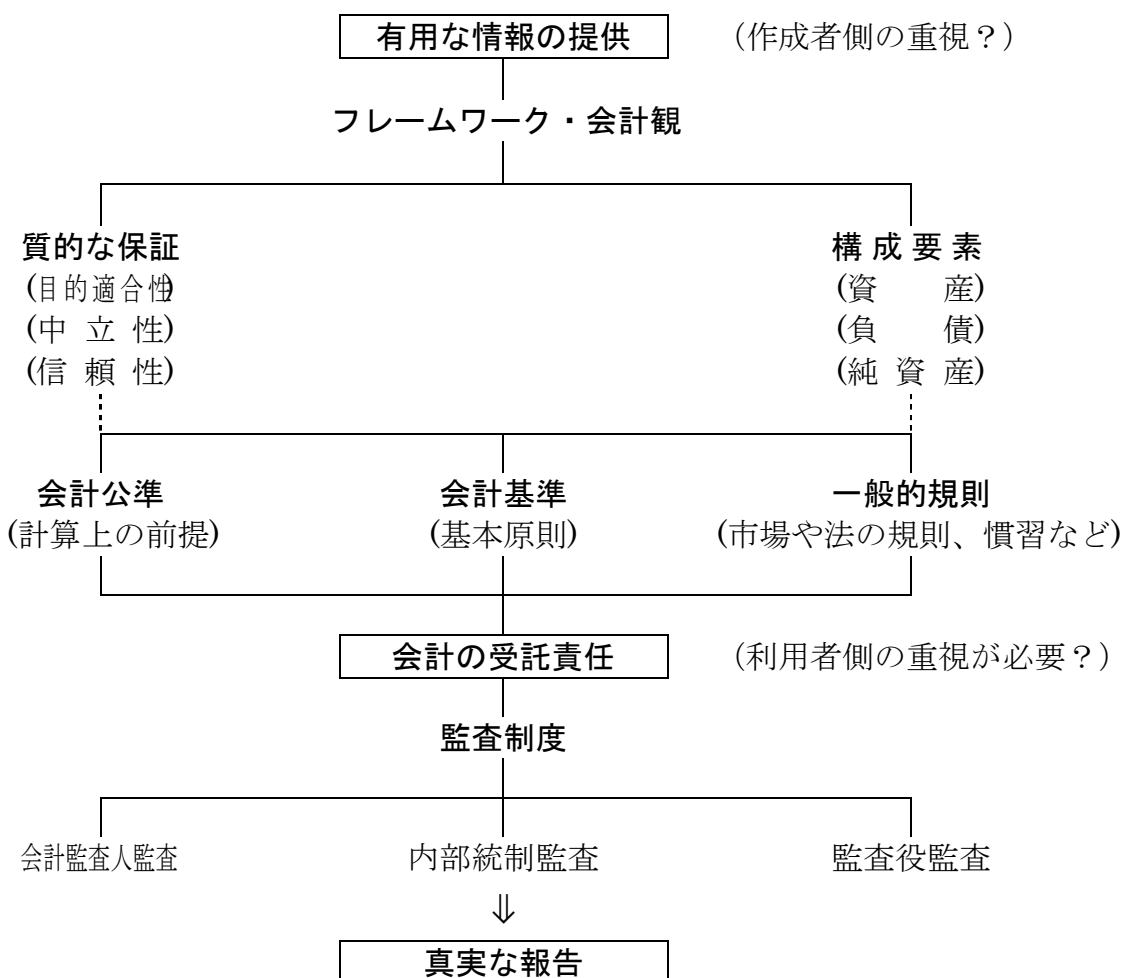 有用な情報の提供 （作成者側の重視？）
フレームワーク・会計観
質的な保証 構成要素
(目的適合性) (資　　産)
(中 立 性) (負　　債)
(信 頼 性) (純 資 産)
会計公準 会計基準 一般的規則
(計算上の前提) (基本原則) (市場や法の規則、慣習など)
会計の受託責任 （利用者側の重視が必要？）
監査制度
会計監査人監査 内部統制監査 監査役監査
⇓
真実な報告